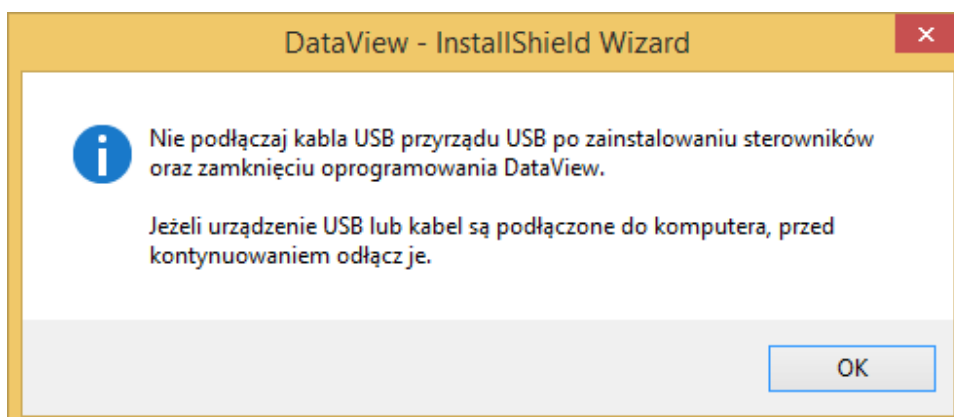 DataView - InstallShield Wizard
Nie podłączaj kabla USB przyrządu USB po zainstalowaniu sterowników
oraz zamknięciu oprogramowania DataView.
Jeżeli urządzenie USB lub kabel są podłączone do komputera, przed
kontynuowaniem odłącz je.
OK